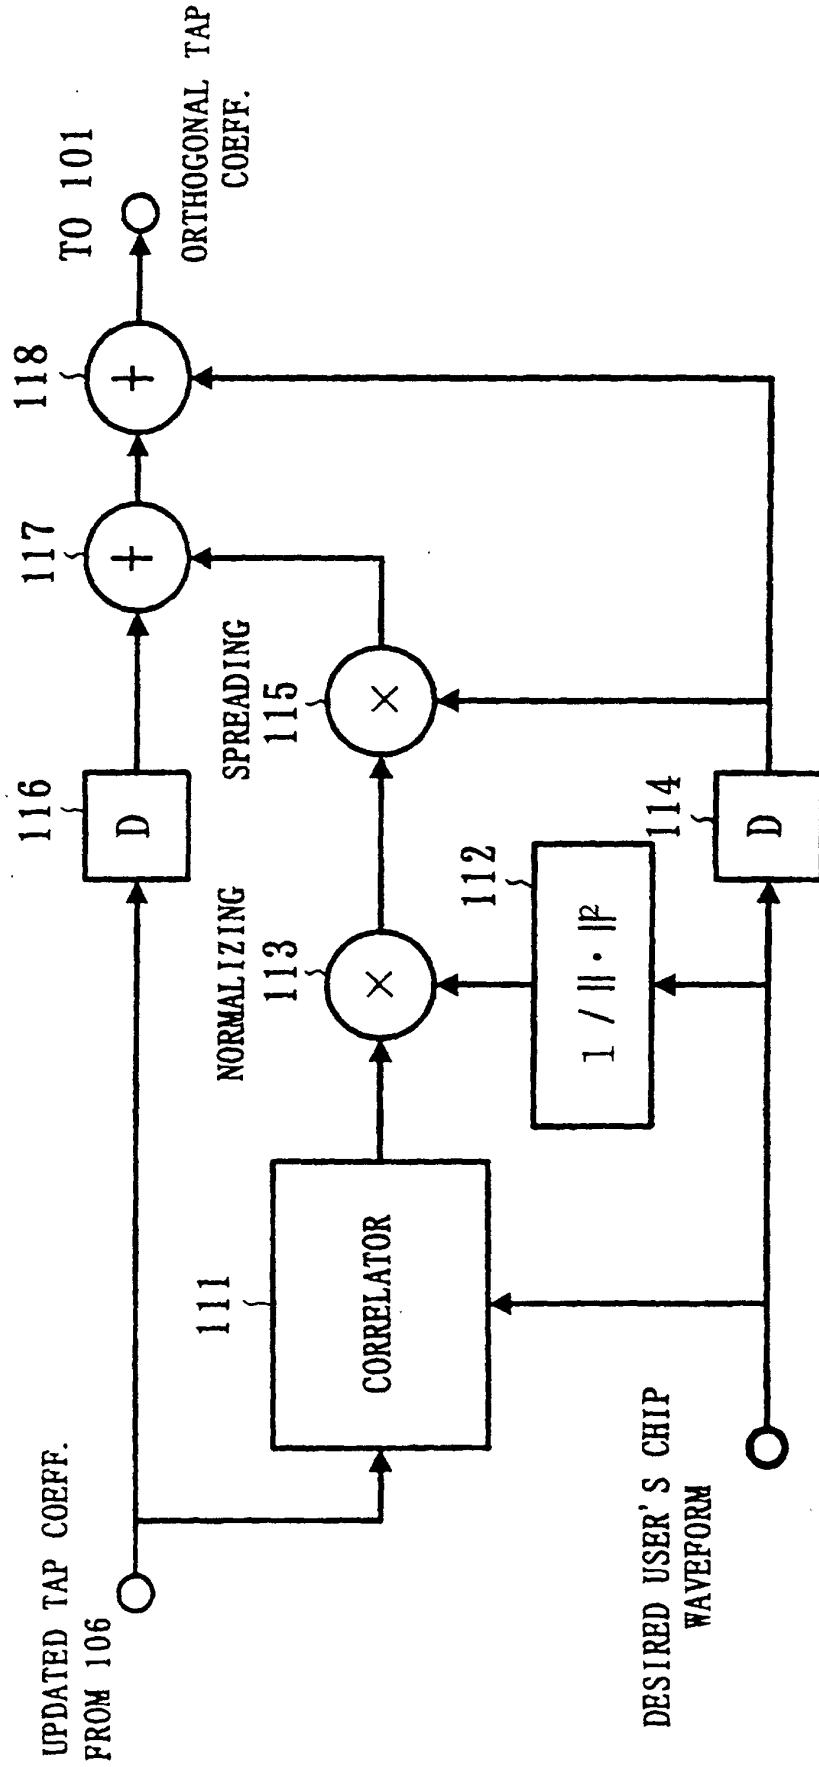 UPDATED TAP COEFF.
FROM 106
116
D
117
+
118
+
TO 101
ORTHOGONAL TAP
COEFF.
111
CORRELATOR
NORMALIZING
113
×
SPREADING
115
×
112
1 / ||·||²
DESIRED USER'S CHIP
WAVEFORM
114
D